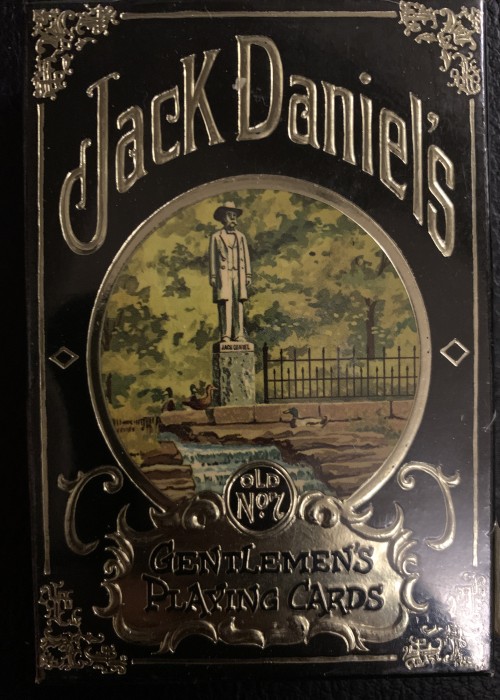 Jack Daniel's
JACK DANIEL
OLD
No. 7
GENTLEMEN'S
PLAYING CARDS